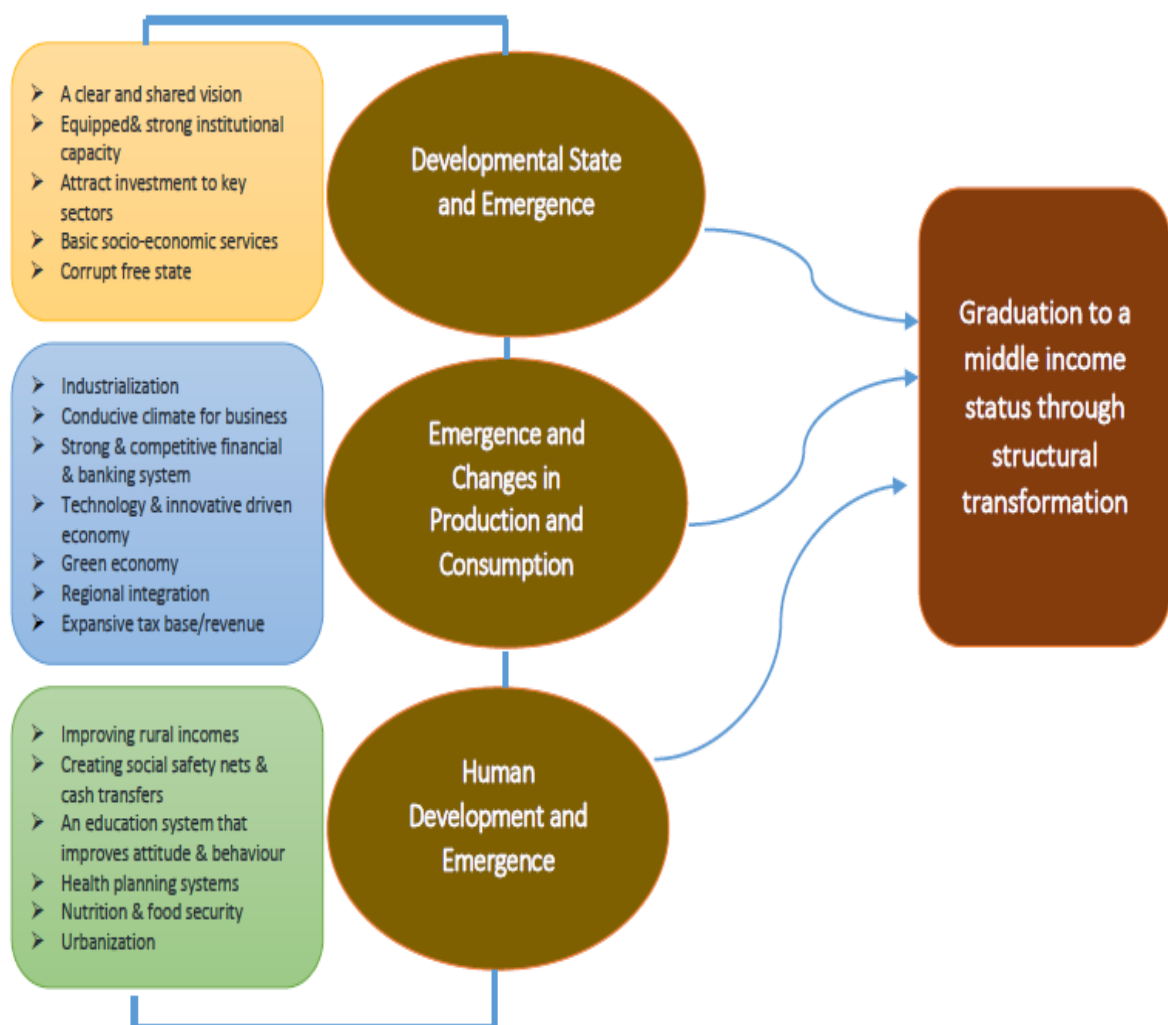 ➤ A clear and shared vision
➤ Equipped& strong institutional
capacity
➤ Attract investment to key
sectors
➤ Basic socio-economic services
➤ Corrupt free state
Developmental State
and Emergence
➤ Industrialization
➤ Conducive climate for business
➤ Strong & competitive financial
& banking system
➤ Technology & innovative driven
economy
➤ Green economy
➤ Regional integration
➤ Expansive tax base/revenue
Emergence and
Changes in
Production and
Consumption
➤ Improving rural incomes
➤ Creating social safety nets &
cash transfers
➤ An education system that
improves attitude & behaviour
➤ Health planning systems
➤ Nutrition & food security
➤ Urbanization
Human
Development and
Emergence
Graduation to a
middle income
status through
structural
transformation